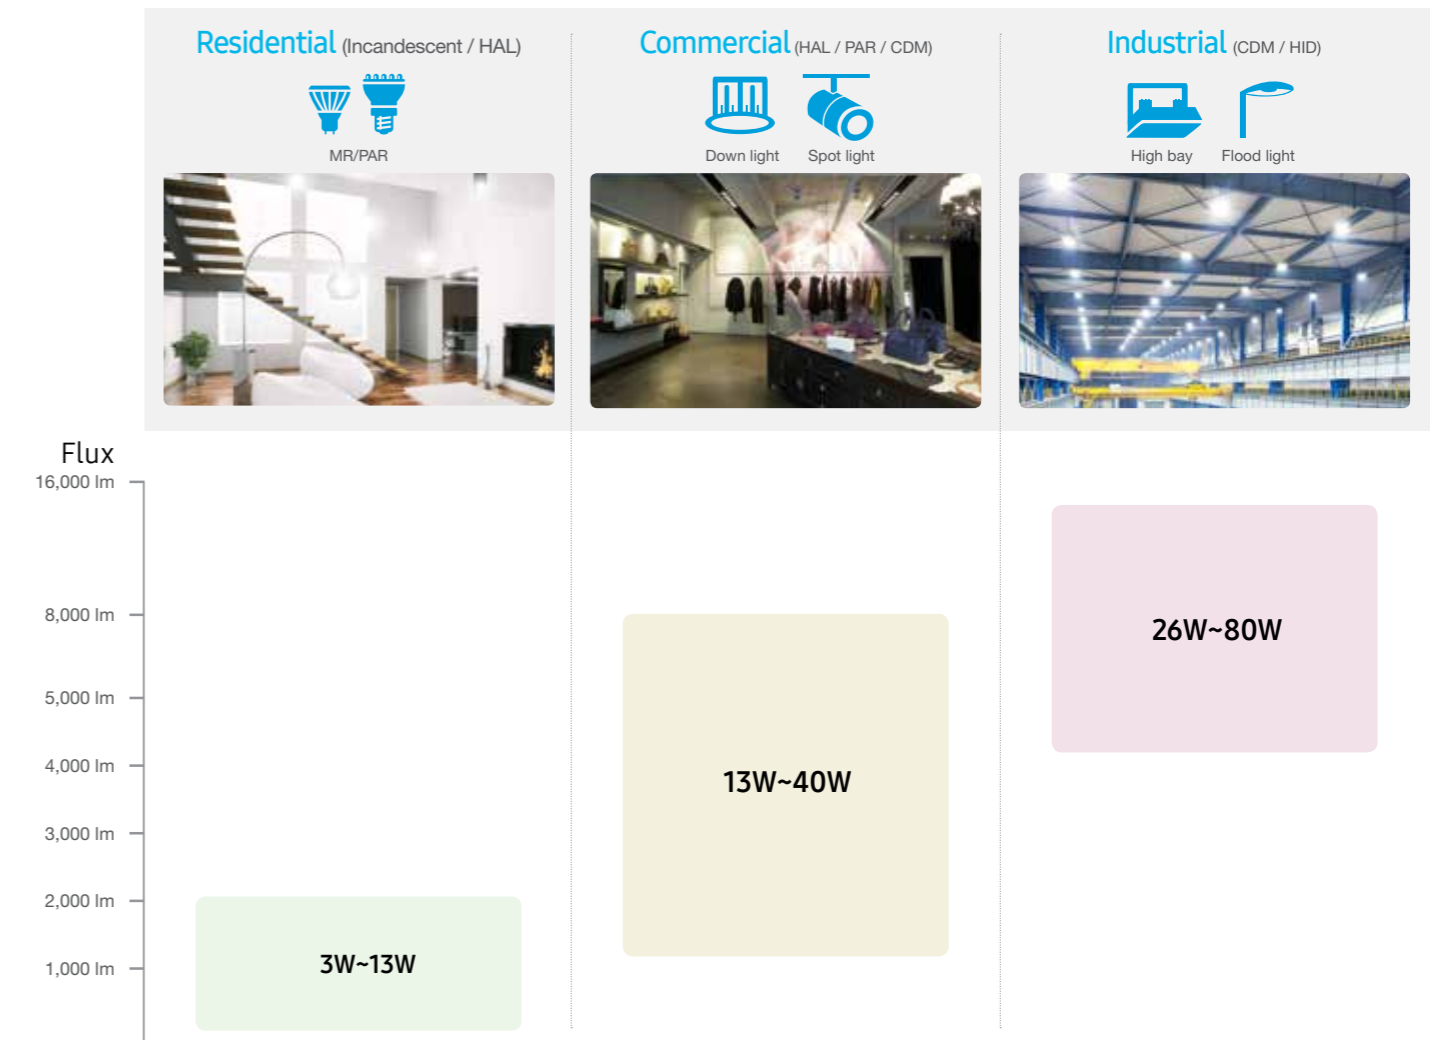 Residential (Incandescent / HAL)
MR/PAR
Commercial (HAL / PAR / CDM)
Down light
Spot light
Industrial (CDM / HID)
High bay
Flood light
Flux
16,000 lm
8,000 lm
5,000 lm
4,000 lm
3,000 lm
2,000 lm
1,000 lm
3W~13W
13W~40W
26W~80W